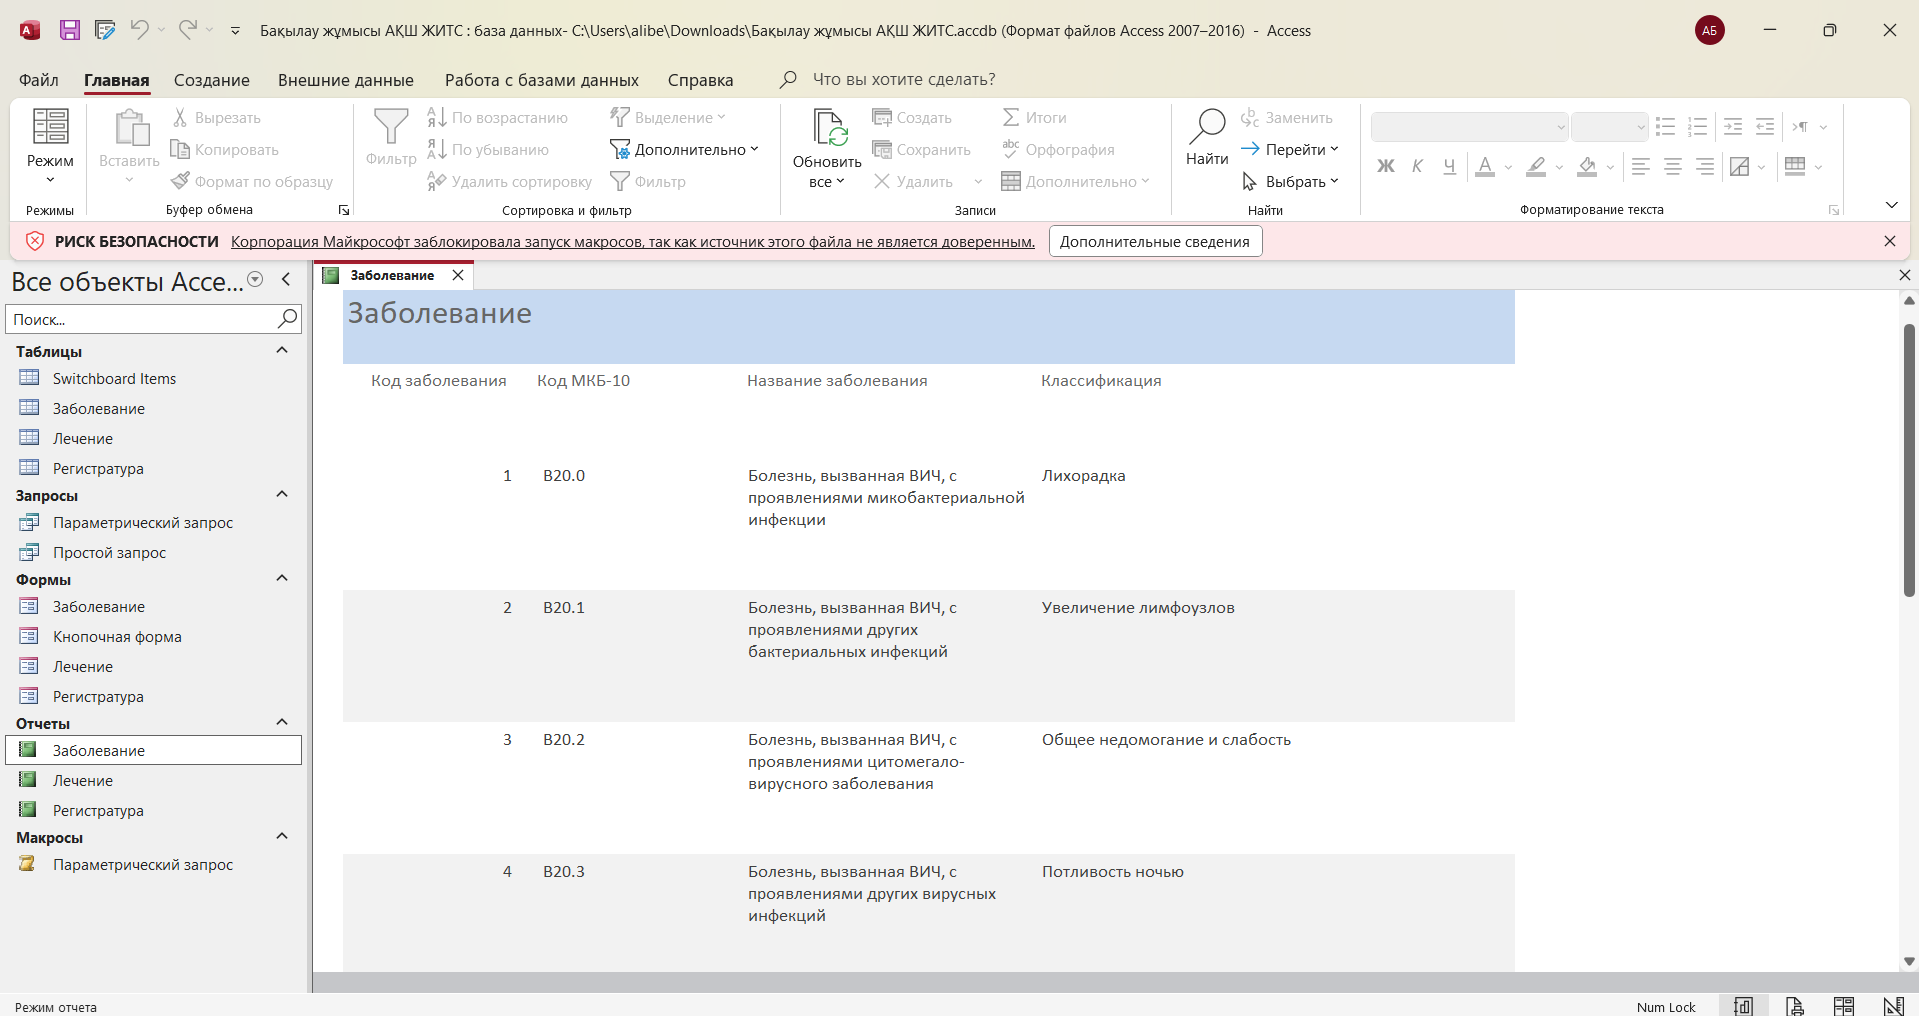 Бақылау жұмысы АҚШ ЖИТС : база данных- C:\Users\alibe\Downloads\Бақылау жұмысы АҚШ ЖИТС.accdb (Формат файлов Access 2007–2016) - Access
АБ
Файл Главная Создание Внешние данные Работа с базами данных Справка Что вы хотите сделать?
Режим
Режимы
Вставить
Вырезать
Копировать
Формат по образцу
Буфер обмена
Фильтр
По возрастанию
По убыванию
Удалить сортировку
Выделение
Дополнительно
Фильтр
Сортировка и фильтр
Обновить
все
Создать
Сохранить
Удалить
Итоги
Орфография
Дополнительно
Записи
Найти
Заменить
Перейти
Выбрать
Найти
Ж К Ч А
Форматирование текста
РИСК БЕЗОПАСНОСТИ Корпорация Майкрософт заблокировала запуск макросов, так как источник этого файла не является доверенным. Дополнительные сведения
Все объекты Acce...
Поиск...
Таблицы
Switchboard Items
Заболевание
Лечение
Регистратура
Запросы
Параметрический запрос
Простой запрос
Формы
Заболевание
Кнопочная форма
Лечение
Регистратура
Отчеты
Заболевание
Лечение
Регистратура
Макросы
Параметрический запрос
Заболевание
Заболевание
Код заболевания Код МКБ-10 Название заболевания Классификация
1 B20.0 Болезнь, вызванная ВИЧ, с Лихорадка
проявлениями микобактериальной
инфекции
2 B20.1 Болезнь, вызванная ВИЧ, с Увеличение лимфоузлов
проявлениями других
бактериальных инфекций
3 B20.2 Болезнь, вызванная ВИЧ, с Общее недомогание и слабость
проявлениями цитомегало-
вирусного заболевания
4 B20.3 Болезнь, вызванная ВИЧ, с Потливость ночью
проявлениями других вирусных
инфекций
Режим отчета
Num Lock